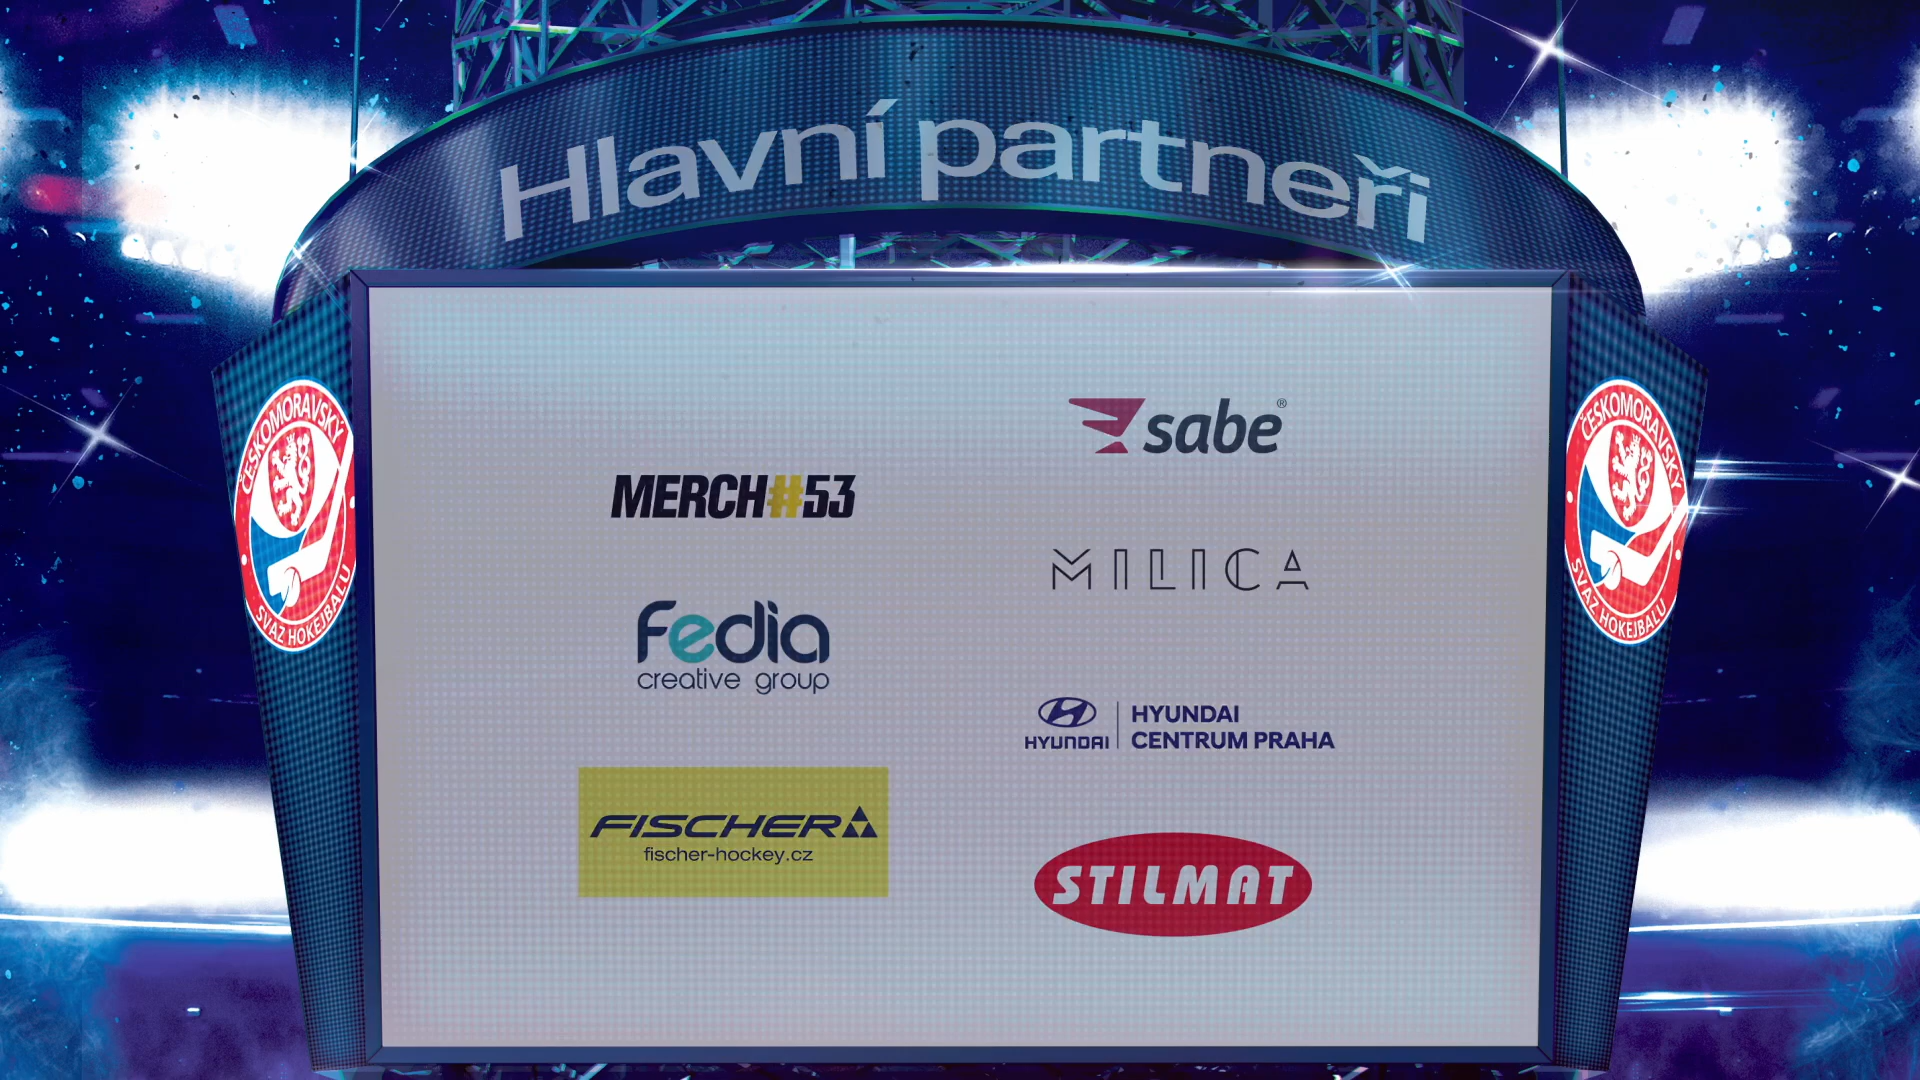 Hlavní partneři
ČESKOMORAVSKÝ
SVAZ HOKEJBALU
MERCH#53
Fedia
creative group
FISCHER
fischer-hockey.cz
sabe®
MILICA
HYUNDAI
HYUNDAI
CENTRUM PRAHA
STILMAT
ČESKOMORAVSKÝ
SVAZ HOKEJBALU